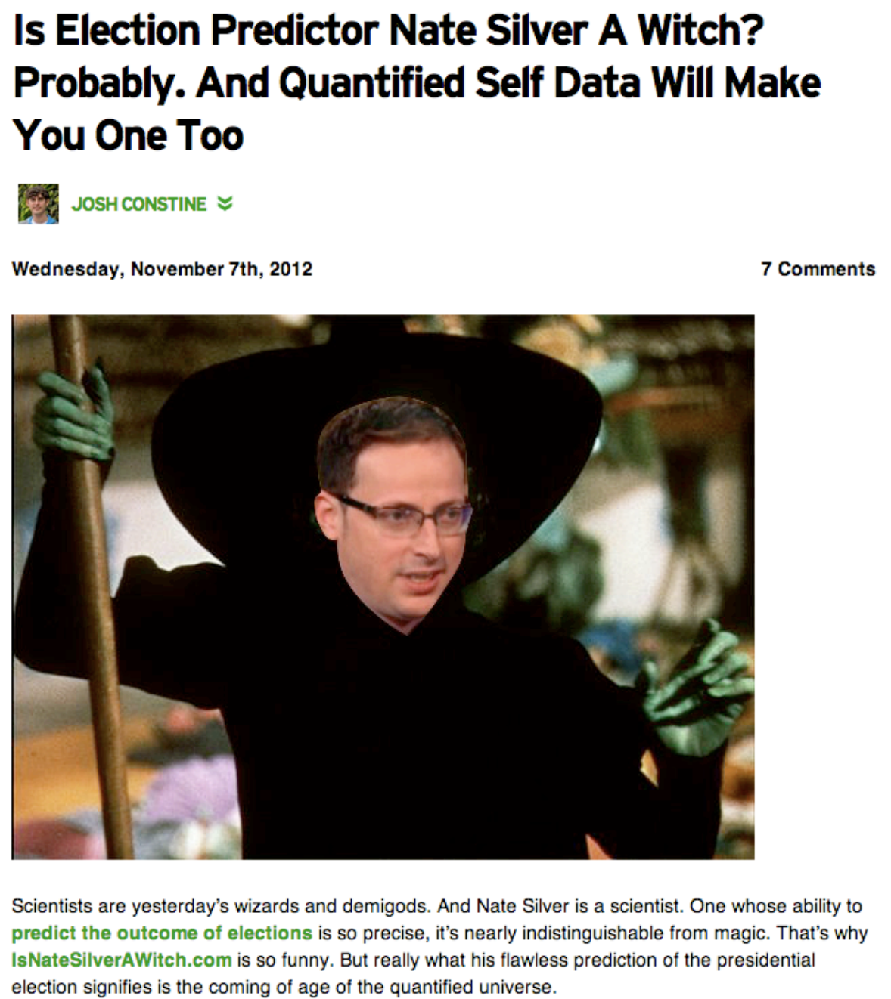 Is Election Predictor Nate Silver A Witch?
Probably. And Quantified Self Data Will Make
You One Too
JOSH CONSTINE
Wednesday, November 7th, 2012
7 Comments
Scientists are yesterday's wizards and demigods. And Nate Silver is a scientist. One whose ability to
predict the outcome of elections is so precise, it's nearly indistinguishable from magic. That's why
IsNateSilverAWitch.com is so funny. But really what his flawless prediction of the presidential
election signifies is the coming of age of the quantified universe.